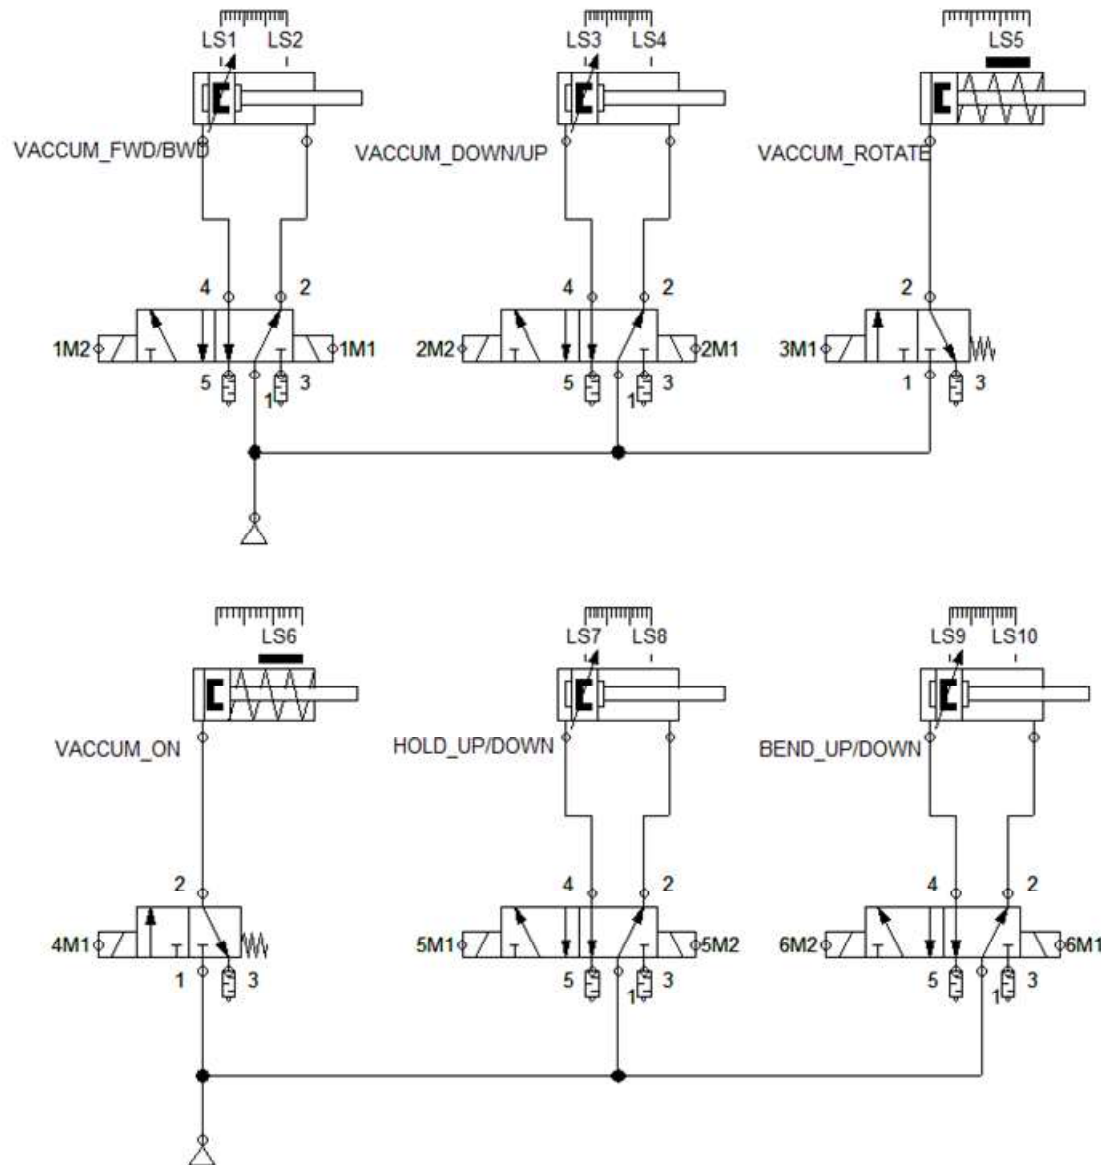 LS1 LS2 LS3 LS4 LS5
VACCUM_FWD/BWD VACCUM_DOWN/UP VACCUM_ROTATE
4 2 4 2 2
1M2 1M1 2M2 2M1 3M1
5 1 3 5 1 3 1 3
LS6 LS7 LS8 LS9 LS10
VACCUM_ON HOLD_UP/DOWN BEND_UP/DOWN
2 4 2 4 2
4M1 5M1 5M2 6M2 6M1
1 3 5 1 3 5 1 3